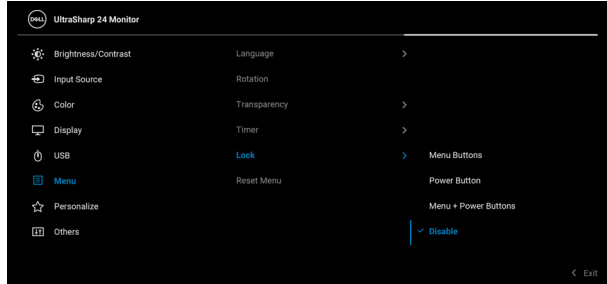 DELL UltraSharp 24 Monitor
Brightness/Contrast Language
Input Source Rotation
Color Transparency
Display Timer
USB Lock Menu Buttons
Menu Reset Menu Power Button
Personalize Menu + Power Buttons
Others Disable
Exit